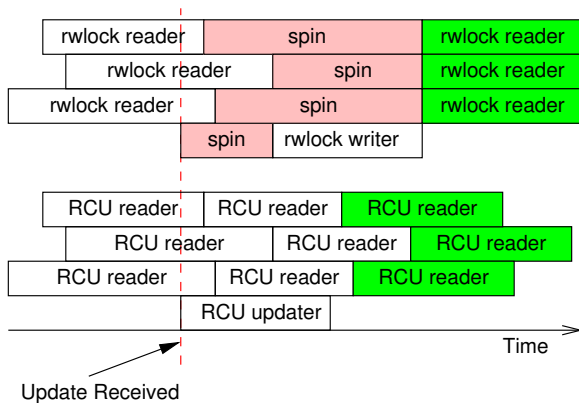 rwlock reader spin rwlock reader
rwlock reader spin rwlock reader
rwlock reader spin rwlock reader
spin rwlock writer
RCU reader RCU reader RCU reader
RCU reader RCU reader RCU reader
RCU reader RCU reader RCU reader
RCU updater
Time
Update Received